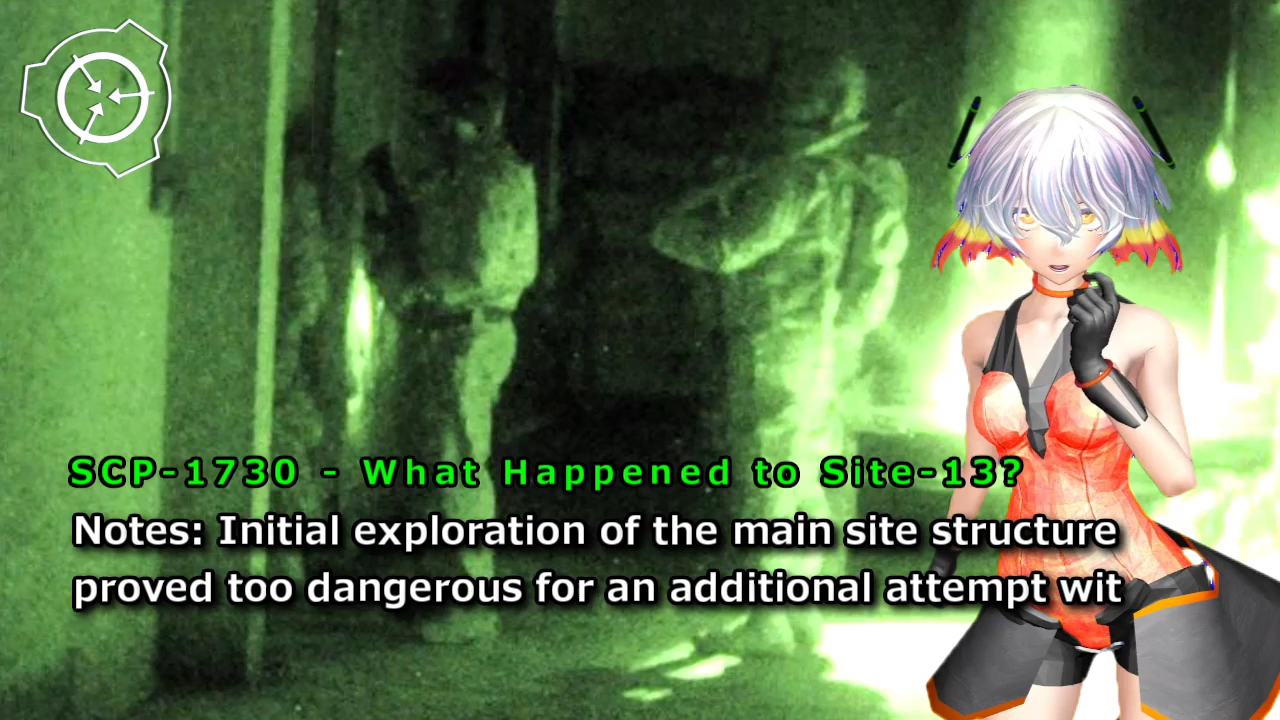 SCP-1730 - What Happened to Site-13?
Notes: Initial exploration of the main site structure
proved too dangerous for an additional attempt wit